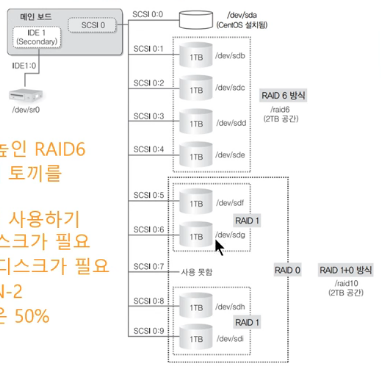 메인 보드
SCSI 0
IDE 1
(Secondary)
IDE1:0
/dev/sr0
SCSI 0:0
/dev/sda
(CentOS 설치됨)
SCSI 0:1
1TB
/dev/sdb
SCSI 0:2
1TB
/dev/sdc
SCSI 0:3
1TB
/dev/sdd
SCSI 0:4
1TB
/dev/sde
RAID 6 방식
/raid6
(2TB 공간)
SCSI 0:5
1TB
/dev/sdf
RAID 1
SCSI 0:6
1TB
/dev/sdg
SCSI 0:7
사용 못함
RAID 0
RAID 1+0 방식
/raid10
(2TB 공간)
SCSI 0:8
1TB
/dev/sdh
RAID 1
SCSI 0:9
1TB
/dev/sdi
높인 RAID6
토끼를
사용하기
스크가 필요
디스크가 필요
N-2
은 50%